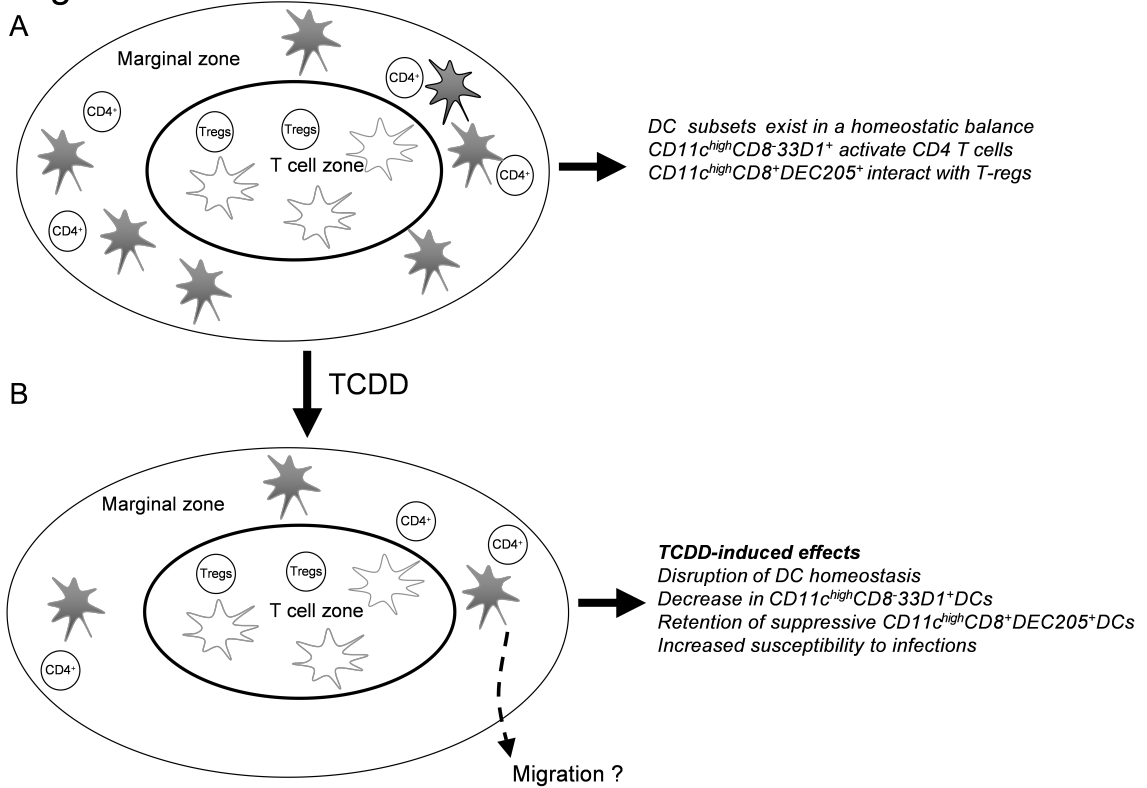 A
Marginal zone
CD4⁺
CD4⁺
Tregs
Tregs
T cell zone
CD4⁺
CD4⁺
DC subsets exist in a homeostatic balance
CD11cʰⁱᵍʰCD8⁻33D1⁺ activate CD4 T cells
CD11cʰⁱᵍʰCD8⁺DEC205⁺ interact with T-regs
TCDD
B
Marginal zone
CD4⁺
CD4⁺
Tregs
Tregs
T cell zone
CD4⁺
TCDD-induced effects
Disruption of DC homeostasis
Decrease in CD11cʰⁱᵍʰCD8⁻33D1⁺DCs
Retention of suppressive CD11cʰⁱᵍʰCD8⁺DEC205⁺DCs
Increased susceptibility to infections
Migration ?